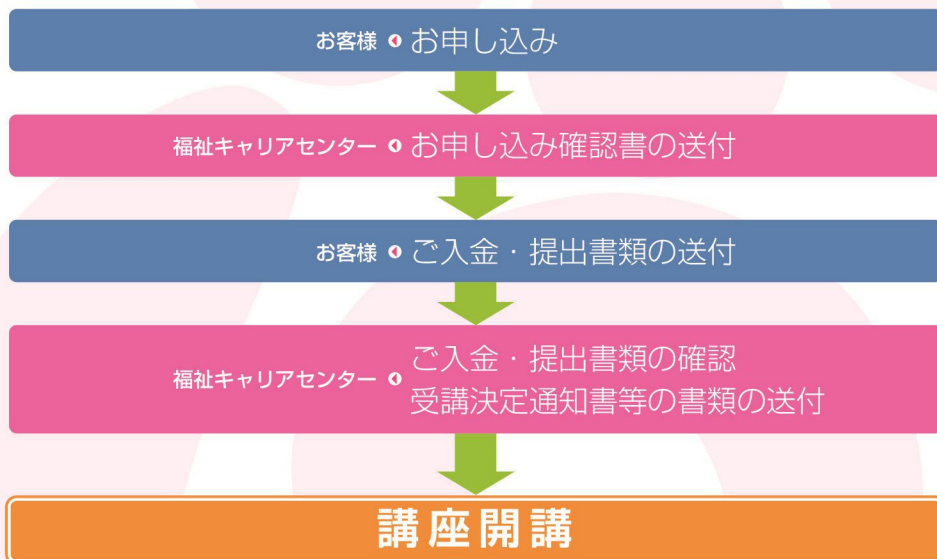 お客様 お申し込み
福祉キャリアセンター お申し込み確認書の送付
お客様 ご入金・提出書類の送付
福祉キャリアセンター ご入金・提出書類の確認
受講決定通知書等の書類の送付
講座開講